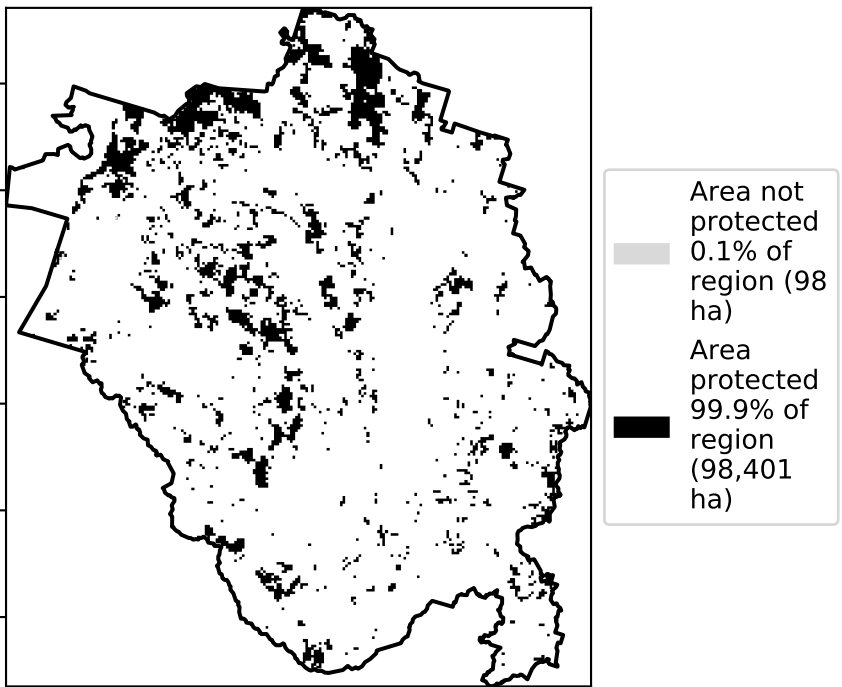 Area not
protected
0.1% of
region (98
ha)
Area
protected
99.9% of
region
(98,401
ha)